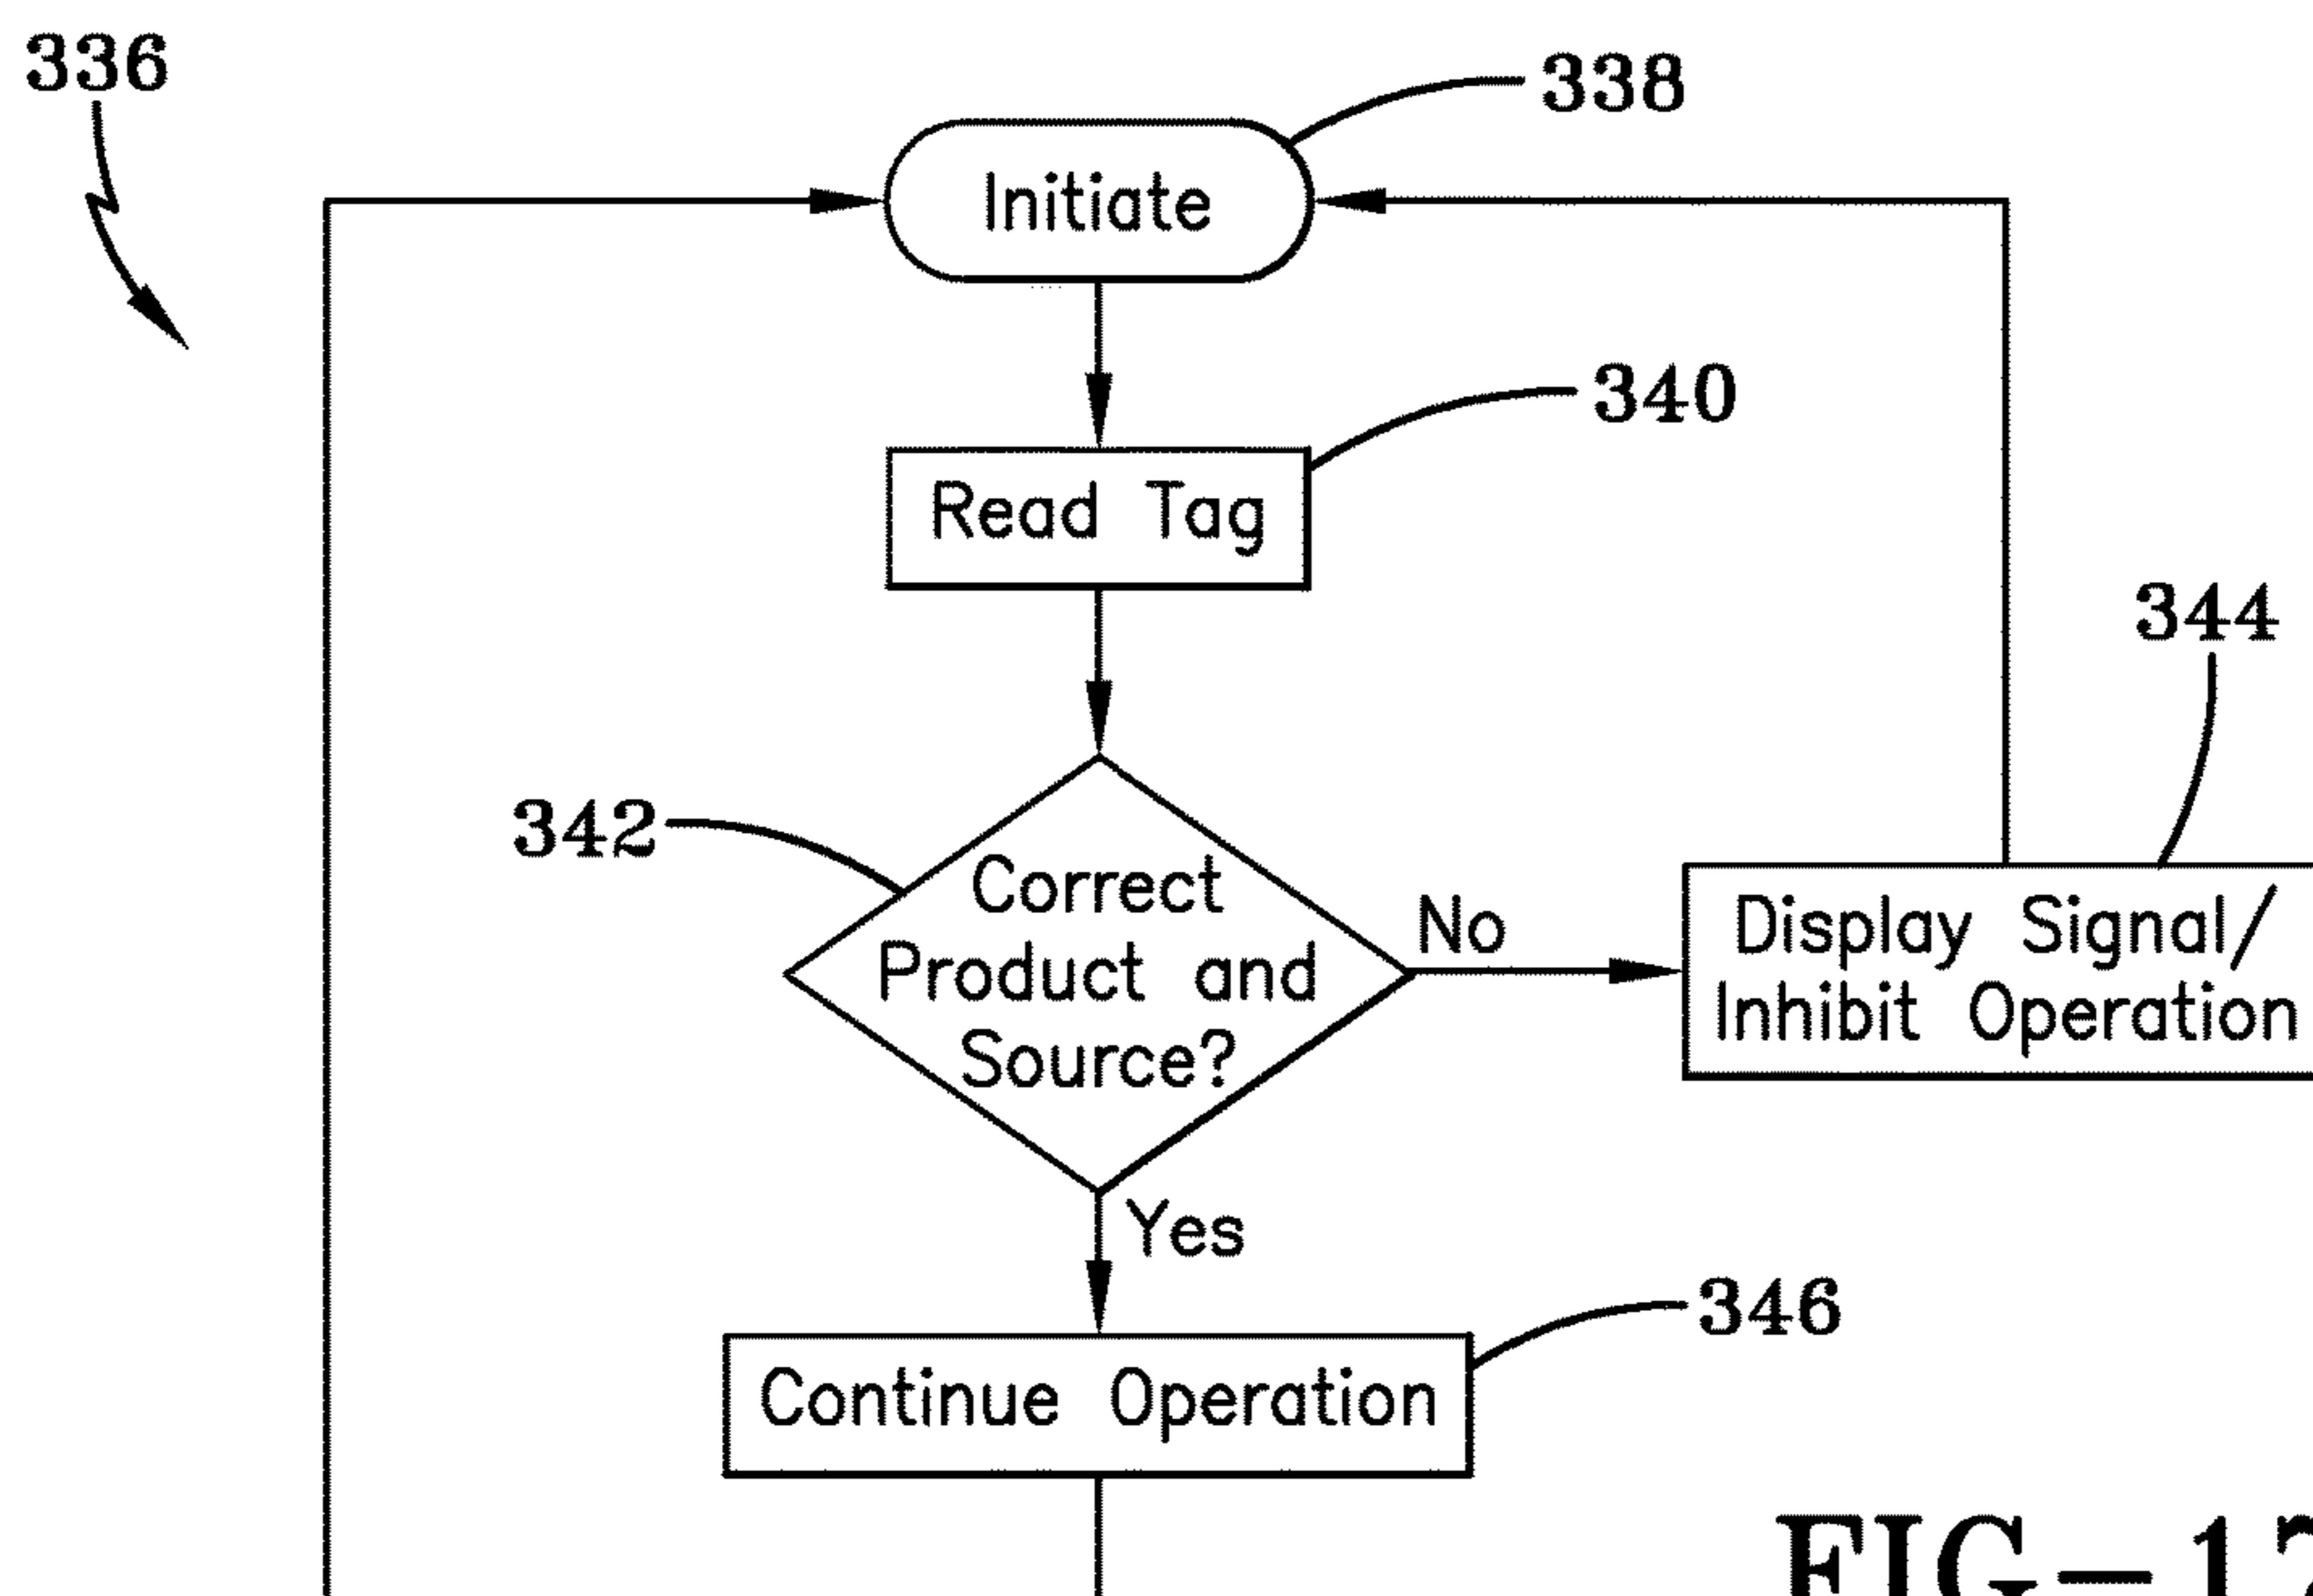 336
338
Initiate
340
Read Tag
344
342
Correct
Product and
Source?
No
Display Signal/
Inhibit Operation
Yes
346
Continue Operation